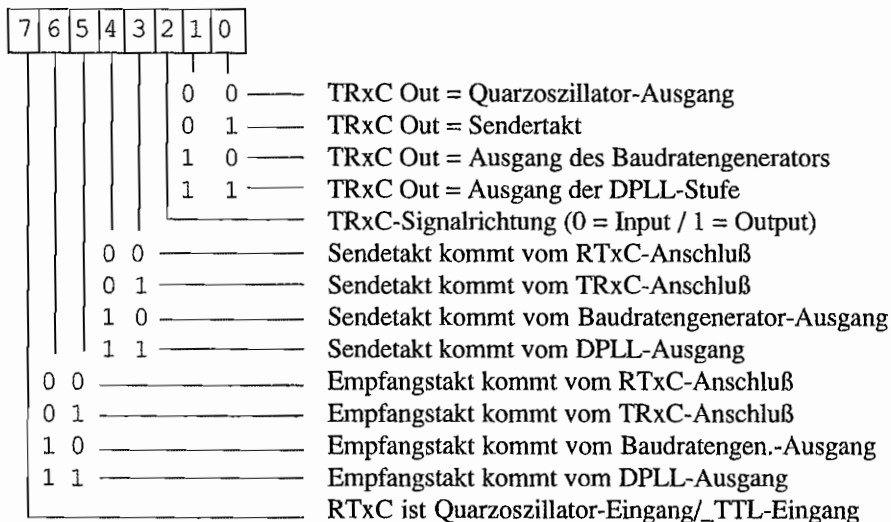 7 6 5 4 3 2 1 0
0 0 TRxC Out = Quarzoszillator-Ausgang
0 1 TRxC Out = Sendertakt
1 0 TRxC Out = Ausgang des Baudratengenerators
1 1 TRxC Out = Ausgang der DPLL-Stufe
TRxC-Signalrichtung (0 = Input / 1 = Output)
0 0 Sendetakt kommt vom RTxC-Anschluß
0 1 Sendetakt kommt vom TRxC-Anschluß
1 0 Sendetakt kommt vom Baudratengenerator-Ausgang
1 1 Sendetakt kommt vom DPLL-Ausgang
0 0 Empfangstakt kommt vom RTxC-Anschluß
0 1 Empfangstakt kommt vom TRxC-Anschluß
1 0 Empfangstakt kommt vom Baudratengen.-Ausgang
1 1 Empfangstakt kommt vom DPLL-Ausgang
RTxC ist Quarzoszillator-Eingang/_TTL-Eingang